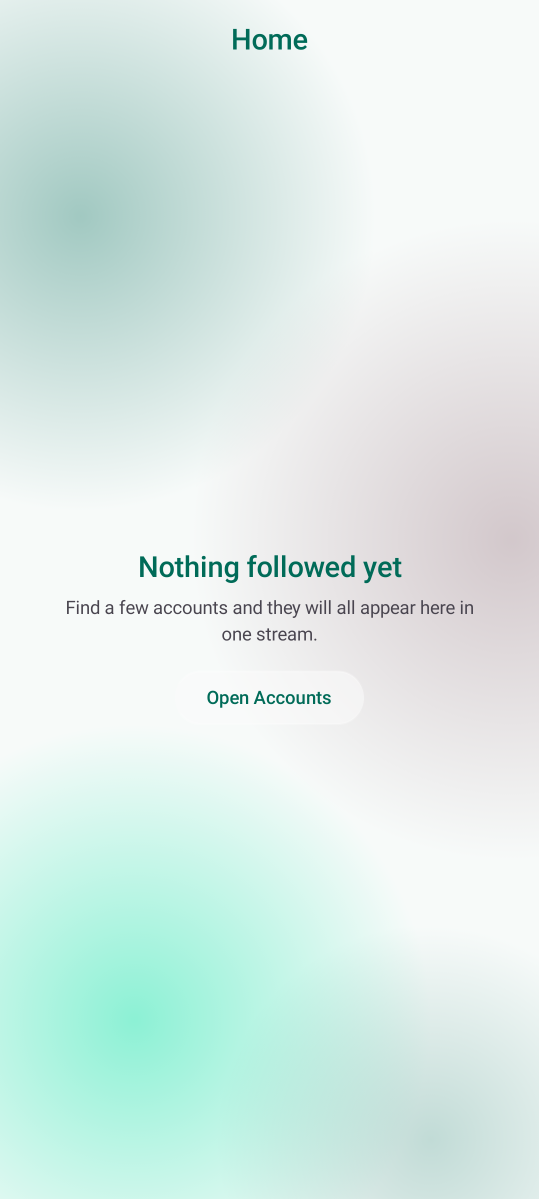 Home
Nothing followed yet
Find a few accounts and they will all appear here in
one stream.
Open Accounts